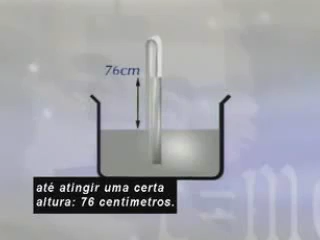 76cm
até atingir uma certa
altura: 76 centímetros.